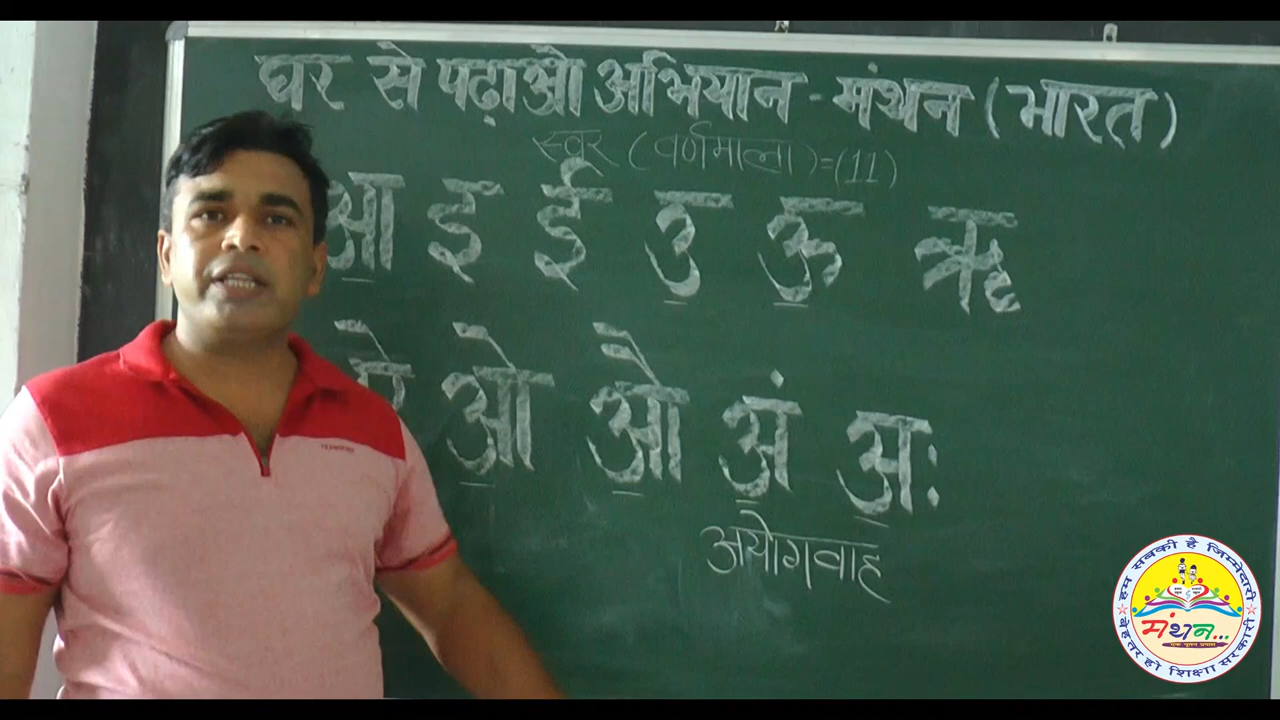 घर से पढ़ाओ अभियान - मंथन (भारत)
स्वर (वर्णमाला) = (11)
आ इ ई उ ऊ ऋ
ऐ ओ औ अं अः
अयोगवाह
हम सबकी है जिम्मेदारी
मंथन...
बेहतर हो शिक्षा सरकारी